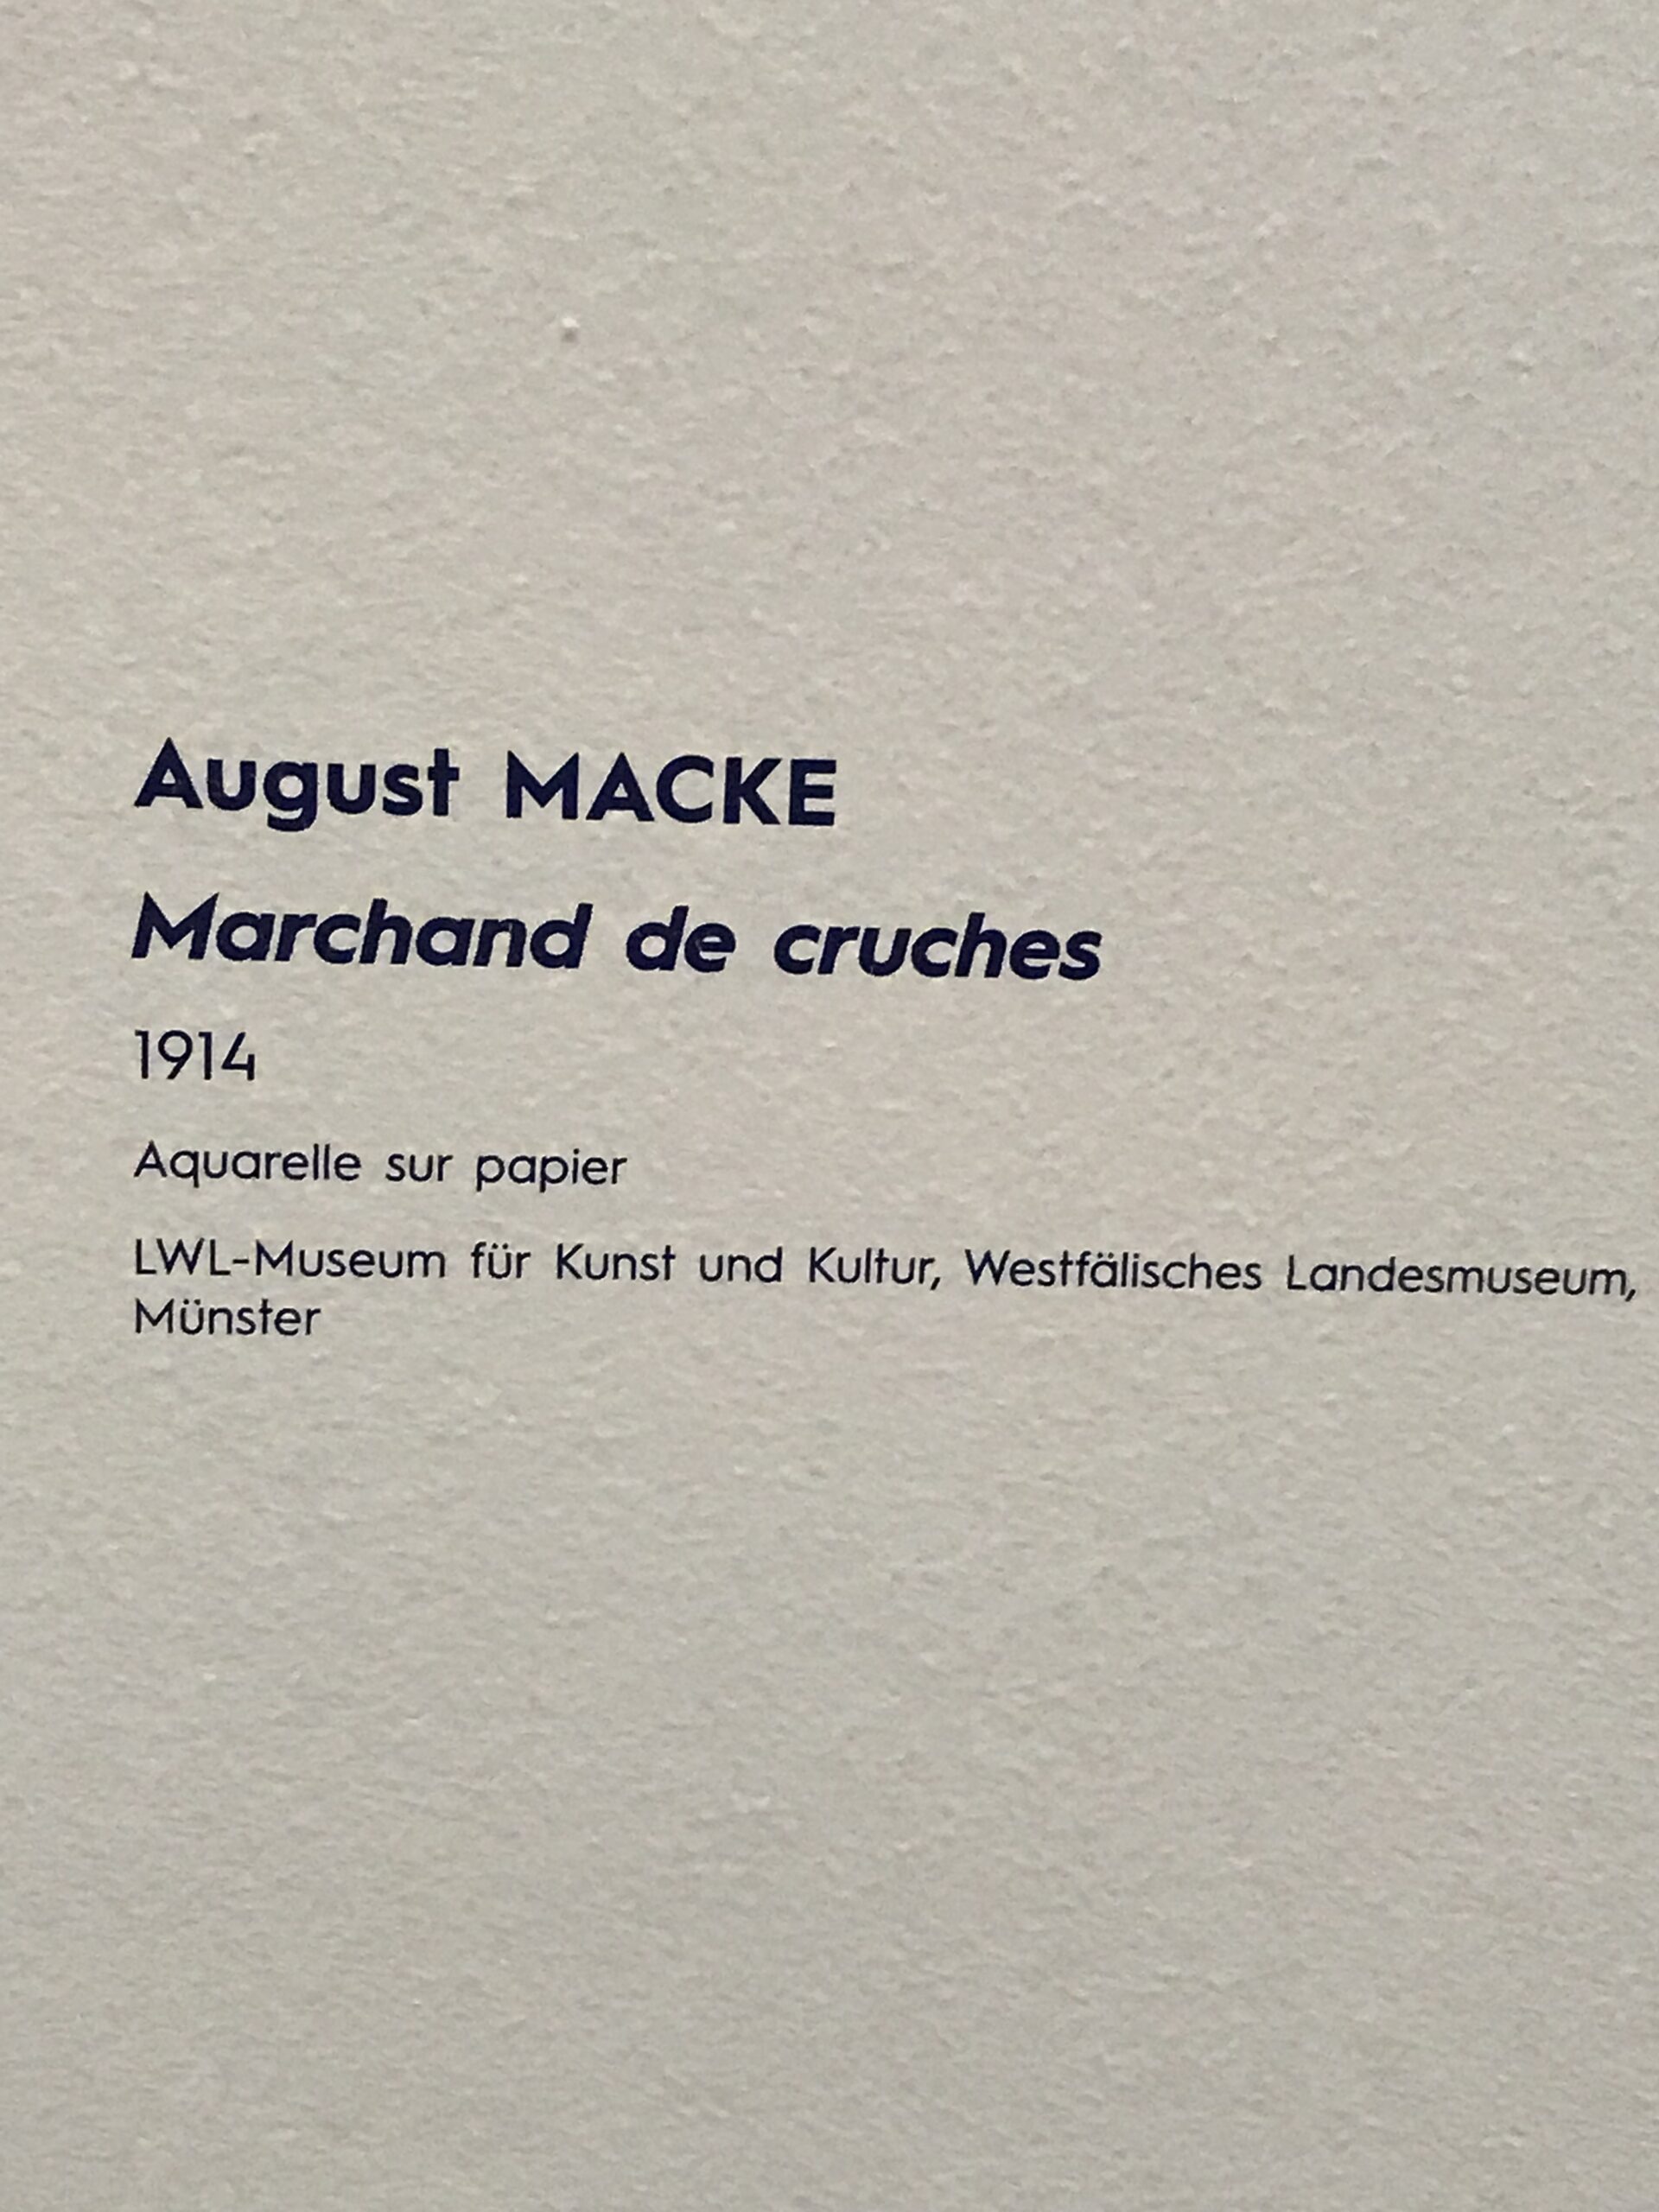 August MACKE
Marchand de cruches
1914
Aquarelle sur papier
LWL-Museum für Kunst und Kultur, Westfälisches Landesmuseum,
Münster